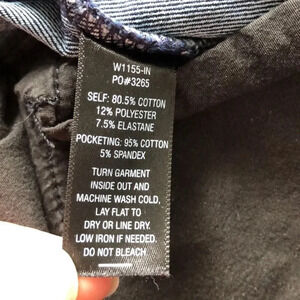 W1155-IN
PO#3265
SELF: 80.5% COTTON
12% POLYESTER
7.5% ELASTANE
POCKETING: 95% COTTON
5% SPANDEX
TURN GARMENT
INSIDE OUT AND
MACHINE WASH COLD,
LAY FLAT TO
DRY OR LINE DRY.
LOW IRON IF NEEDED.
DO NOT BLEACH.